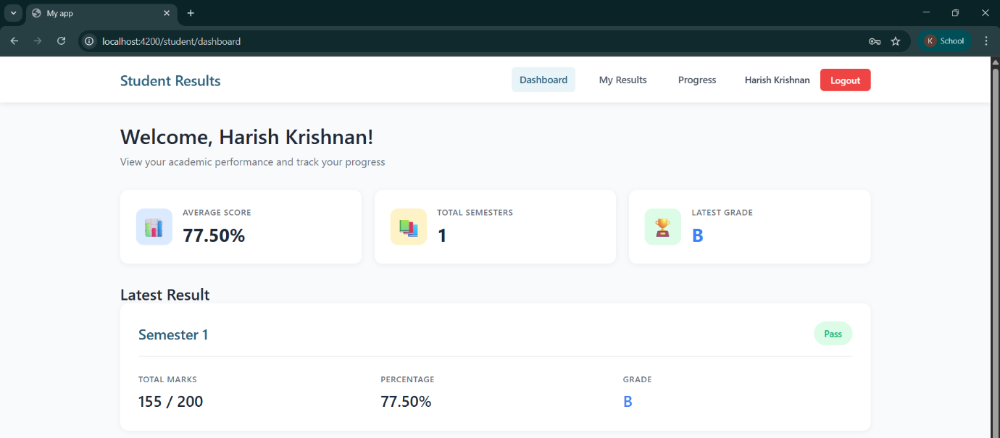 My app
localhost:4200/student/dashboard
K School
Student Results
Dashboard
My Results
Progress
Harish Krishnan
Logout
Welcome, Harish Krishnan!
View your academic performance and track your progress
AVERAGE SCORE
77.50%
TOTAL SEMESTERS
1
LATEST GRADE
B
Latest Result
Semester 1
Pass
TOTAL MARKS
155 / 200
PERCENTAGE
77.50%
GRADE
B